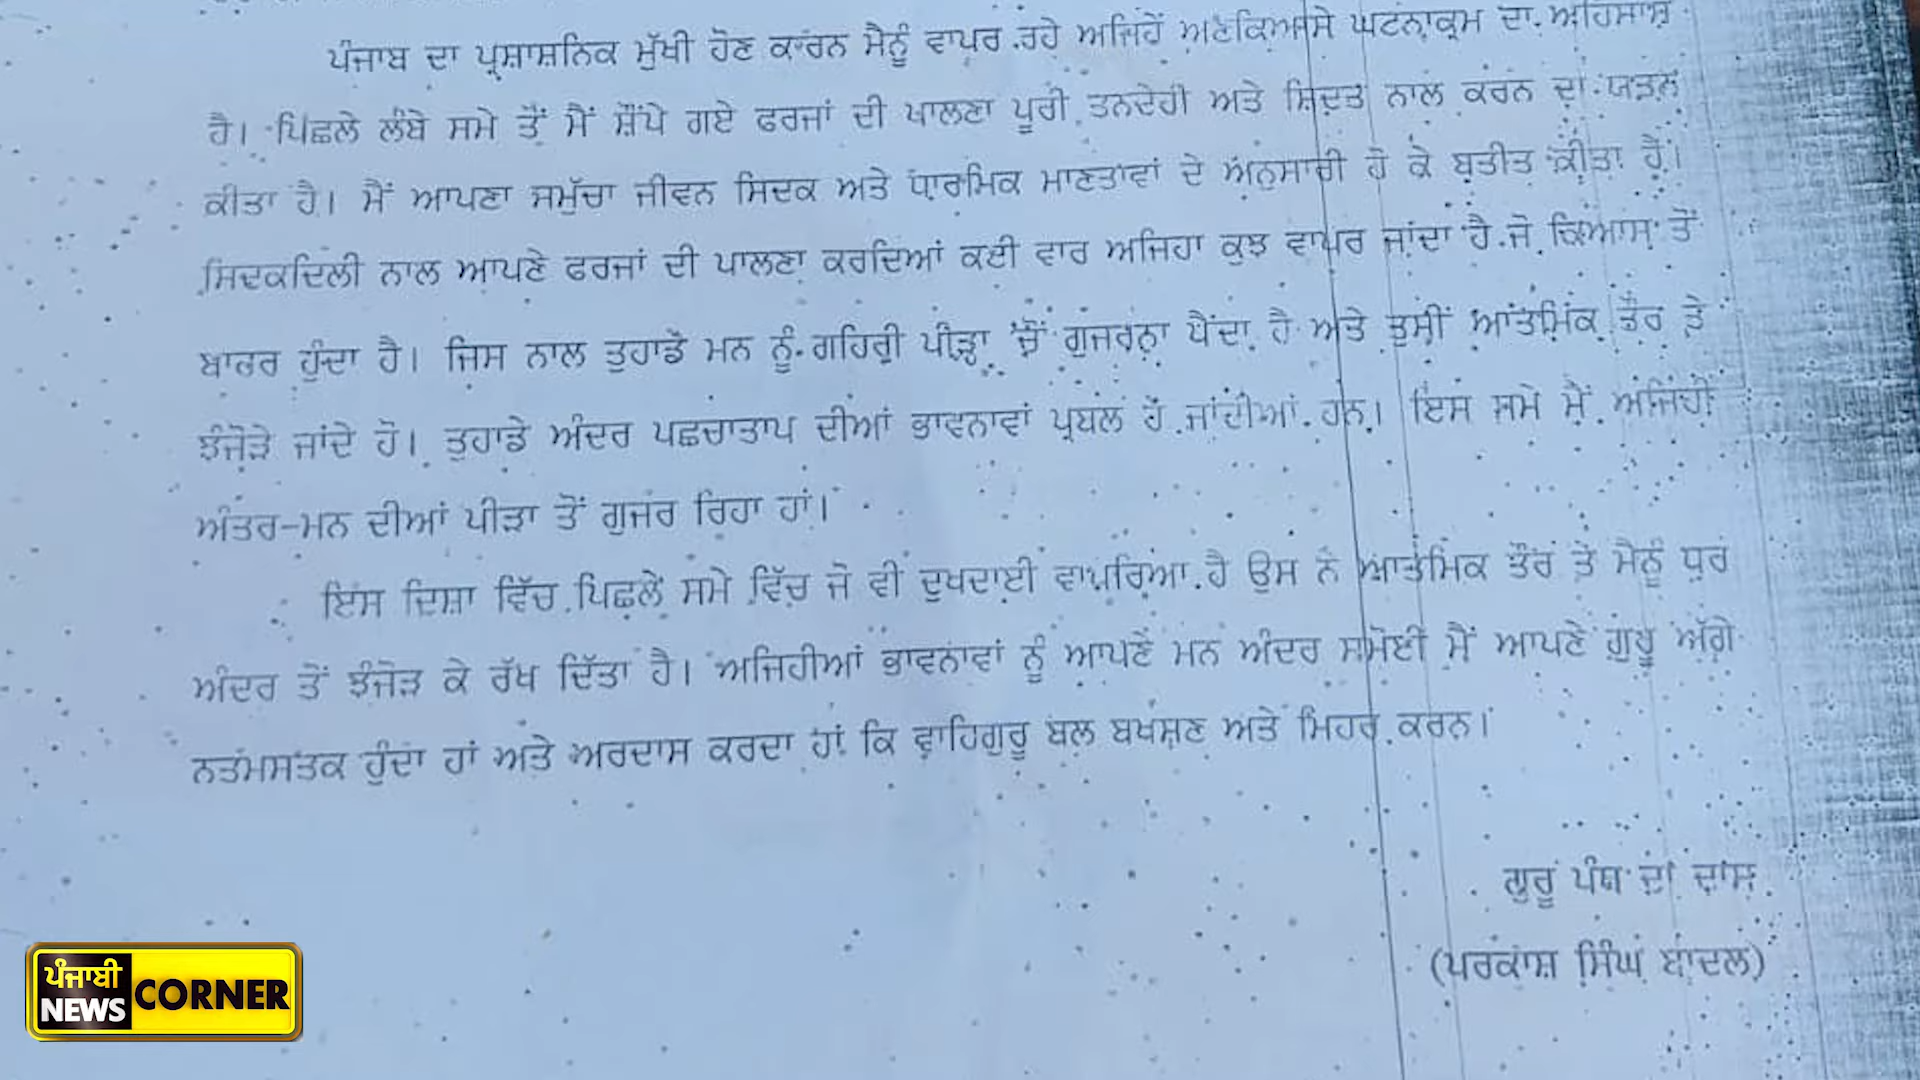 ਪੰਜਾਬ ਦਾ ਪ੍ਰਸ਼ਾਸ਼ਨਿਕ ਮੁੱਖੀ ਹੋਣ ਕਾਰਨ ਮੈਨੂੰ ਵਾਪਰ ਰਹੇ ਅਜਿਹੇਂ ਅਣਕਿਆਸੇ ਘਟਨਾਕ੍ਰਮ ਦਾ ਅਹਿਸਾਸ਼
ਹੈ। ਪਿਛਲੇ ਲੰਬੇ ਸਮੇ ਤੋਂ ਮੈਂ ਸੌਂਪੇ ਗਏ ਫਰਜਾਂ ਦੀ ਪਾਲਣਾ ਪੂਰੀ ਤਨਦੇਹੀ ਅਤੇ ਸ਼ਿਦਤ ਨਾਲ ਕਰਨ ਦਾ ਯਤਨ
ਕੀਤਾ ਹੈ। ਮੈਂ ਆਪਣਾ ਸਮੁੱਚਾ ਜੀਵਨ ਸਿਦਕ ਅਤੇ ਧਾਰਮਿਕ ਮਾਣਤਾਵਾਂ ਦੇ ਅਨੁਸਾਰੀ ਹੋ ਕੇ ਬਤੀਤ ਕੀਤਾ ਹੈ।
ਸਿਦਕਦਿਲੀ ਨਾਲ ਆਪਣੇ ਫਰਜਾਂ ਦੀ ਪਾਲਣਾ ਕਰਦਿਆਂ ਕਈ ਵਾਰ ਅਜਿਹਾ ਕੁਝ ਵਾਪਰ ਜਾਂਦਾ ਹੈ ਜੋ ਕਿਆਸ ਤੋਂ
ਬਾਹਰ ਹੁੰਦਾ ਹੈ। ਜਿਸ ਨਾਲ ਤੁਹਾਡੇ ਮਨ ਨੂੰ ਗਹਿਰੀ ਪੀੜਾ 'ਚੋਂ ਗੁਜਰਨਾ ਪੈਂਦਾ ਹੈ ਅਤੇ ਤੁਸੀਂ ਆਤਮਿਕ ਤੌਰ ਤੇ
ਝੰਜੋੜੇ ਜਾਂਦੇ ਹੋ। ਤੁਹਾਡੇ ਅੰਦਰ ਪਛਚਾਤਾਪ ਦੀਆਂ ਭਾਵਨਾਵਾਂ ਪ੍ਰਬਲ ਹੋ ਜਾਂਦੀਆਂ ਹਨ। ਇਸ ਸਮੇ ਮੈਂ ਅਜਿਹੀ
ਅੰਤਰ-ਮਨ ਦੀਆਂ ਪੀੜਾ ਤੋਂ ਗੁਜਰ ਰਿਹਾ ਹਾਂ।
ਇਸ ਦਿਸ਼ਾ ਵਿੱਚ ਪਿਛਲੇ ਸਮੇ ਵਿੱਚ ਜੋ ਵੀ ਦੁਖਦਾਈ ਵਾਪਰਿਆ ਹੈ ਉਸ ਨੇ ਆਤਮਿਕ ਤੌਰ ਤੇ ਮੈਨੂੰ ਧੁਰ
ਅੰਦਰ ਤੋਂ ਝੰਜੋੜ ਕੇ ਰੱਖ ਦਿੱਤਾ ਹੈ। ਅਜਿਹੀਆਂ ਭਾਵਨਾਵਾਂ ਨੂੰ ਆਪਣੇ ਮਨ ਅੰਦਰ ਸਮੋਈ ਮੈਂ ਆਪਣੇ ਗੁਰੂ ਅੱਗੇ
ਨਤਮਸਤਕ ਹੁੰਦਾ ਹਾਂ ਅਤੇ ਅਰਦਾਸ ਕਰਦਾ ਹਾਂ ਕਿ ਵਾਹਿਗੁਰੂ ਬਲ ਬਖਸ਼ਣ ਅਤੇ ਮਿਹਰ ਕਰਨ।
ਗੁਰੂ ਪੰਥ ਦਾ ਦਾਸ
(ਪਰਕਾਸ਼ ਸਿੰਘ ਬਾਦਲ)
ਪੰਜਾਬੀ
NEWS CORNER